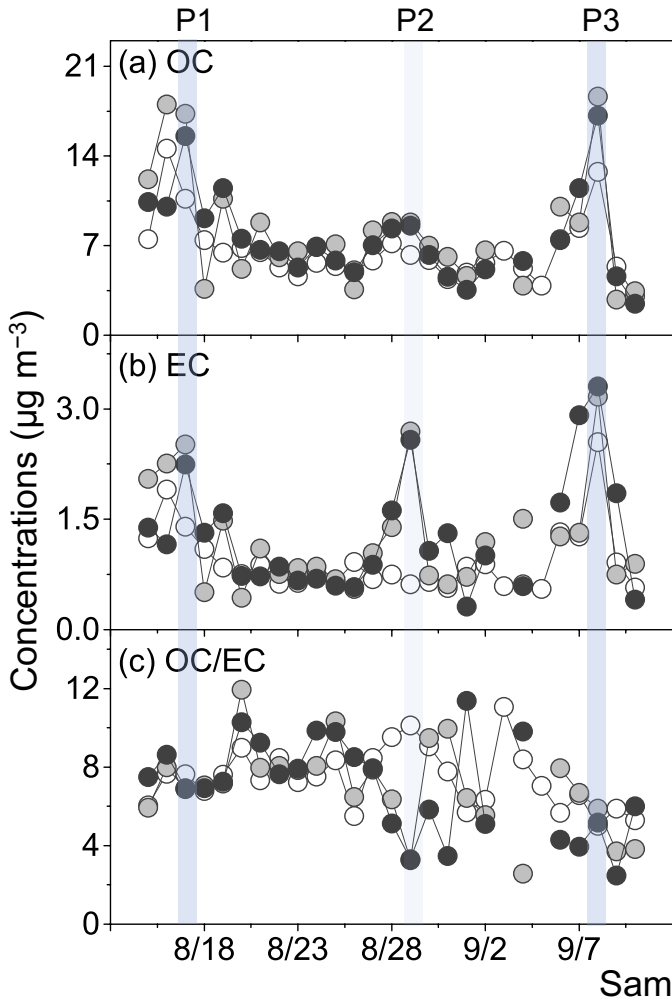 P1 P2 P3
(a) OC
21
14
7
0
(b) EC
3.0
1.5
0.0
(c) OC/EC
12
8
4
0
Concentrations (μg m⁻³)
8/18 8/23 8/28 9/2 9/7
Sam